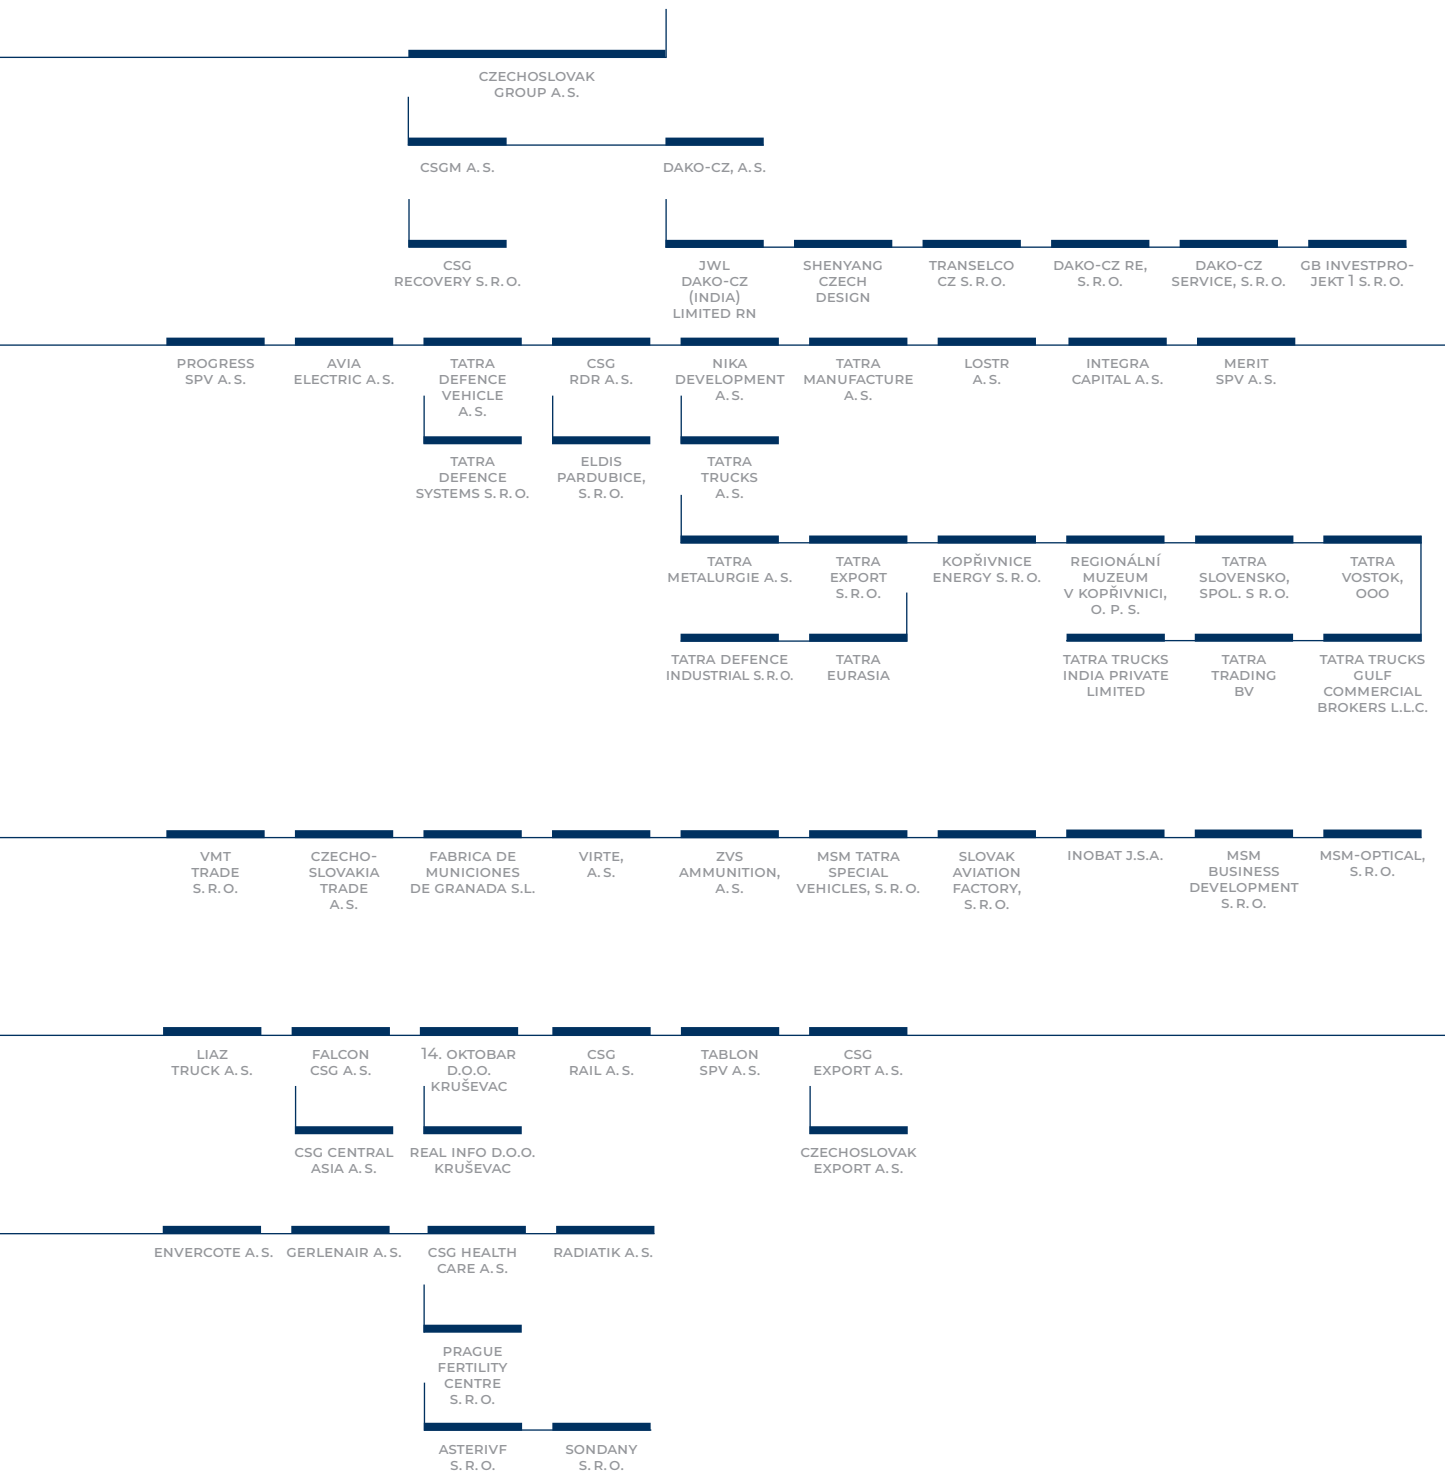 CZECHOSLOVAK
GROUP A. S.
CSGM A. S.
DAKO-CZ, A. S.
CSG
RECOVERY S. R. O.
JWL
DAKO-CZ
(INDIA)
LIMITED RN
SHENYANG
CZECH
DESIGN
TRANSELCO
CZ S. R. O.
DAKO-CZ RE,
S. R. O.
DAKO-CZ
SERVICE, S. R. O.
GB INVESTPRO-
JEKT 1 S. R. O.
PROGRESS
SPV A. S.
AVIA
ELECTRIC A. S.
TATRA
DEFENCE
VEHICLE
A. S.
CSG
RDR A. S.
NIKA
DEVELOPMENT
A. S.
TATRA
MANUFACTURE
A. S.
LOSTR
A. S.
INTEGRA
CAPITAL A. S.
MERIT
SPV A. S.
TATRA
DEFENCE
SYSTEMS S. R. O.
ELDIS
PARDUBICE,
S. R. O.
TATRA
TRUCKS
A. S.
TATRA
METALURGIE A. S.
TATRA
EXPORT
S. R. O.
KOPŘIVNICE
ENERGY S. R. O.
REGIONÁLNÍ
MUZEUM
V KOPŘIVNICI,
O. P. S.
TATRA
SLOVENSKO,
SPOL. S R. O.
TATRA
VOSTOK,
OOO
TATRA DEFENCE
INDUSTRIAL S. R. O.
TATRA
EURASIA
TATRA TRUCKS
INDIA PRIVATE
LIMITED
TATRA
TRADING
BV
TATRA TRUCKS
GULF
COMMERCIAL
BROKERS L.L.C.
VMT
TRADE
S. R. O.
CZECHO-
SLOVAKIA
TRADE
A. S.
FABRICA DE
MUNICIONES
DE GRANADA S.L.
VIRTE,
A. S.
ZVS
AMMUNITION,
A. S.
MSM TATRA
SPECIAL
VEHICLES, S. R. O.
SLOVAK
AVIATION
FACTORY,
S. R. O.
INOBAT J.S.A.
MSM
BUSINESS
DEVELOPMENT
S. R. O.
MSM-OPTICAL,
S. R. O.
LIAZ
TRUCK A. S.
FALCON
CSG A. S.
14. OKTOBAR
D.O.O.
KRUŠEVAC
CSG
RAIL A. S.
TABLON
SPV A. S.
CSG
EXPORT A. S.
CSG CENTRAL
ASIA A. S.
REAL INFO D.O.O.
KRUŠEVAC
CZECHOSLOVAK
EXPORT A. S.
ENVERCOTE A. S.
GERLENAIR A. S.
CSG HEALTH
CARE A. S.
RADIATIK A. S.
PRAGUE
FERTILITY
CENTRE
S. R. O.
ASTERIVF
S. R. O.
SONDANY
S. R. O.